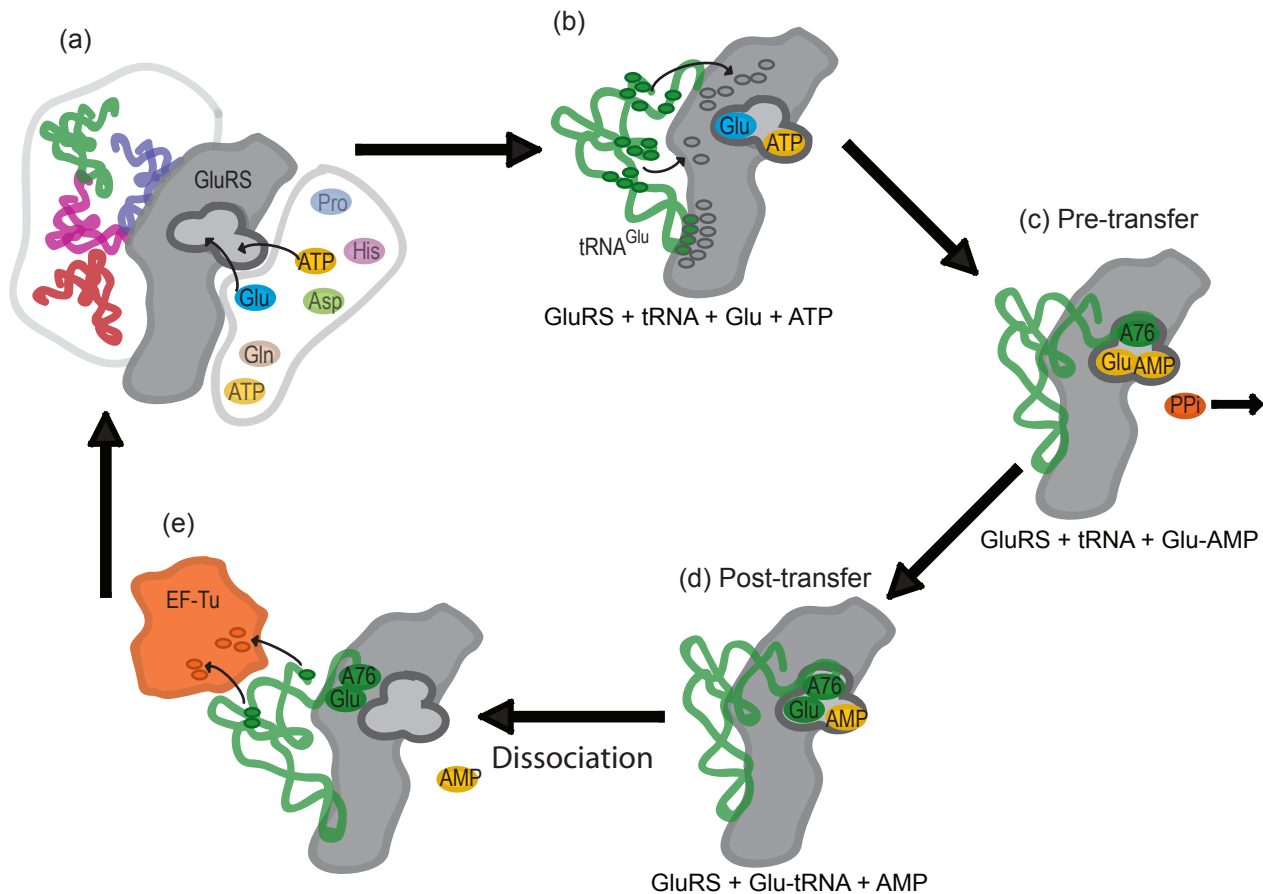 (a)
GluRS
Pro
ATP
His
Glu
Asp
Gln
ATP
(b)
Glu
ATP
tRNA^Glu
GluRS + tRNA + Glu + ATP
(c) Pre-transfer
A76
Glu AMP
PPi
GluRS + tRNA + Glu-AMP
(d) Post-transfer
A76
Glu
AMP
GluRS + Glu-tRNA + AMP
Dissociation
(e)
EF-Tu
A76
Glu
AMP